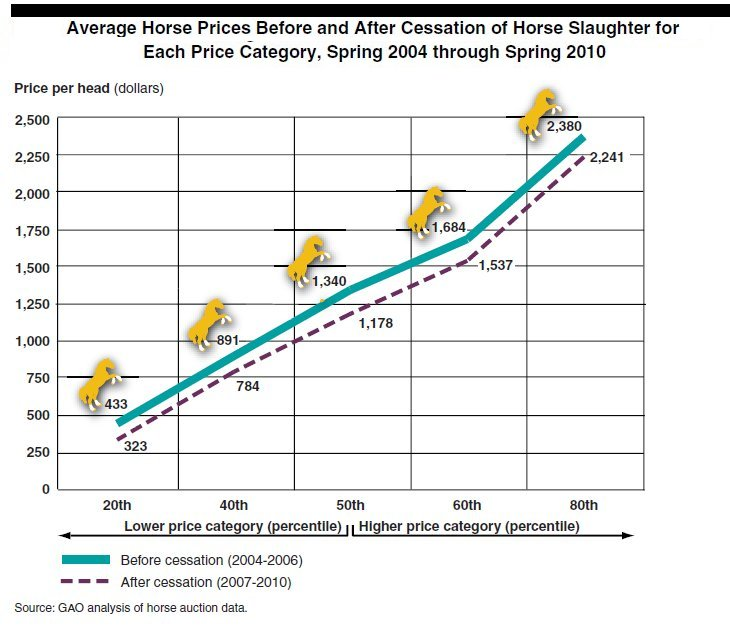 Average Horse Prices Before and After Cessation of Horse Slaughter for
Each Price Category, Spring 2004 through Spring 2010
Price per head (dollars)
2,500
2,380
2,250
2,241
2,000
1,750
1,684
1,500
1,537
1,340
1,250
1,178
1,000
891
784
750
433
500
323
250
0
20th 40th 50th 60th 80th
Lower price category (percentile) Higher price category (percentile)
Before cessation (2004-2006)
After cessation (2007-2010)
Source: GAO analysis of horse auction data.